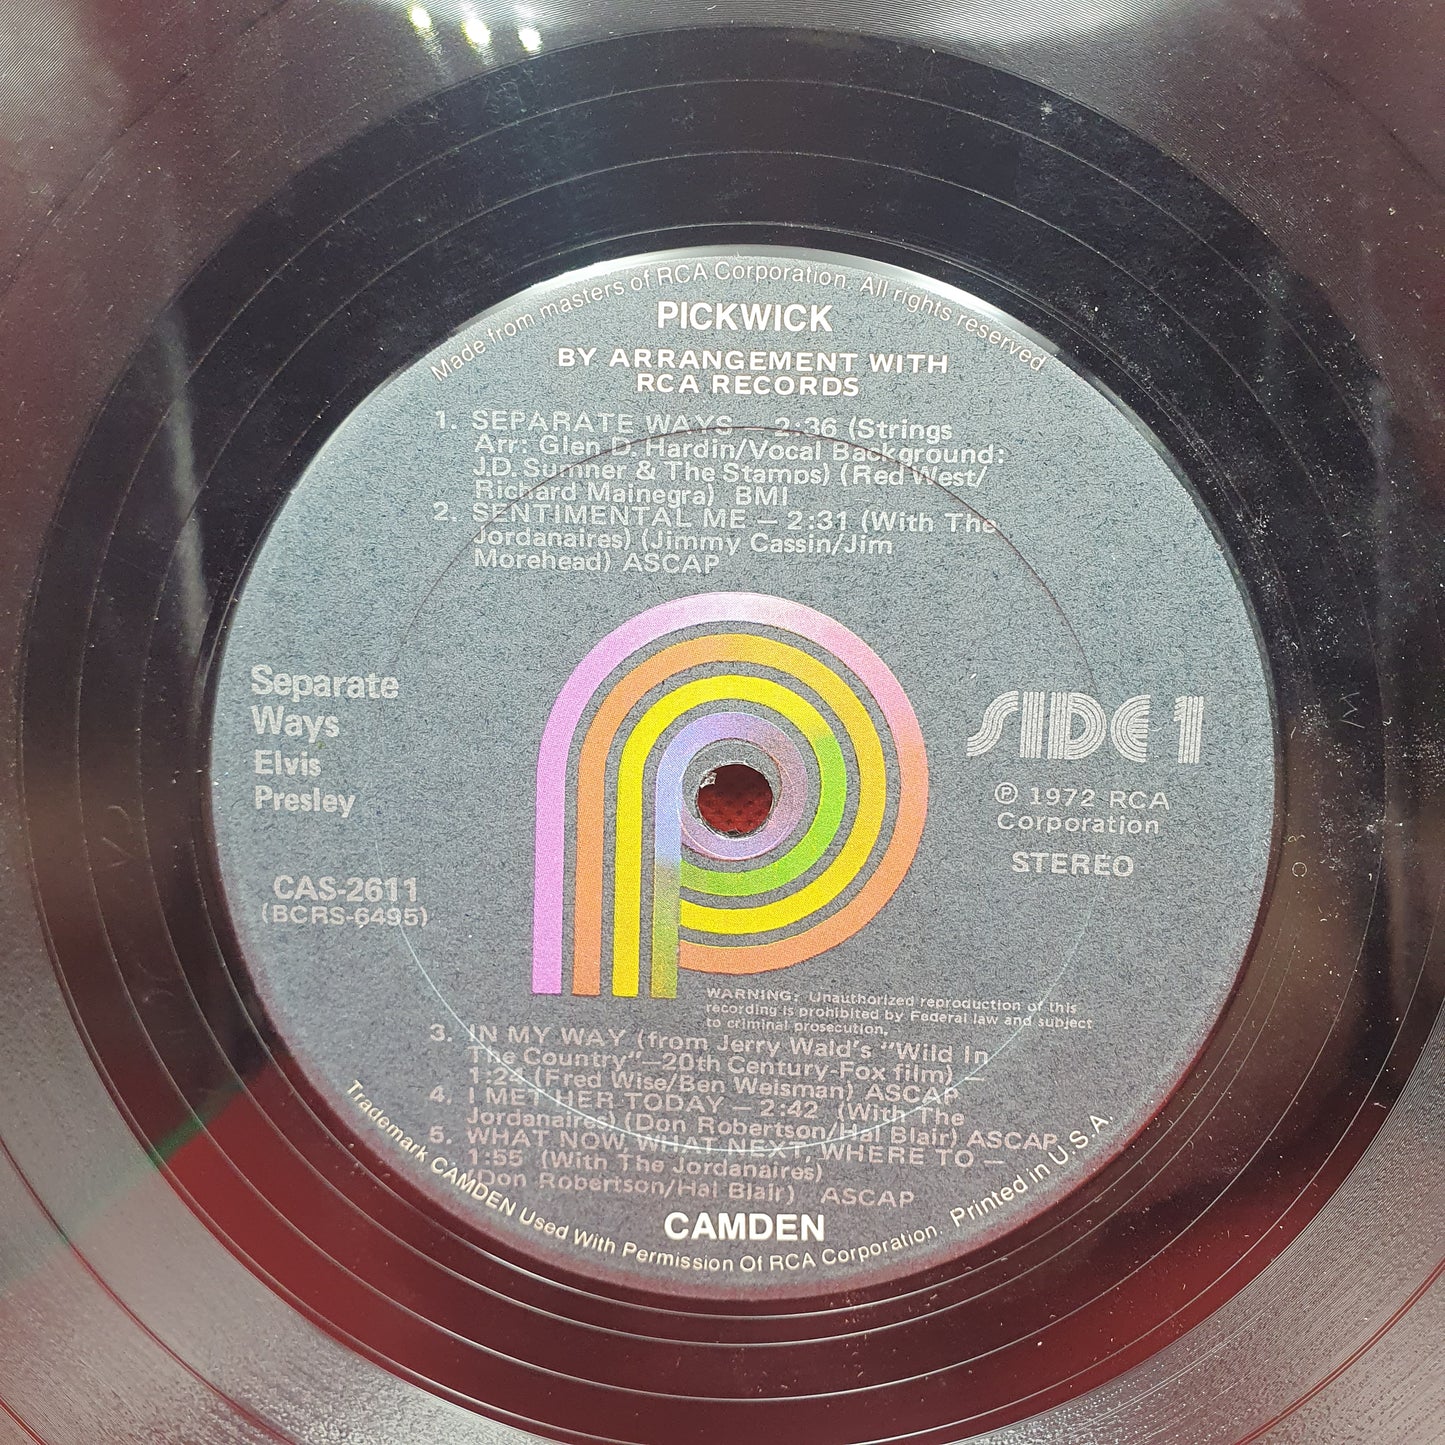 Made from masters of RCA Corporation. All rights reserved
PICKWICK
BY ARRANGEMENT WITH
RCA RECORDS
1. SEPARATE WAYS – 2:36 (Strings
Arr: Glen D. Hardin/Vocal Background:
J.D. Sumner & The Stamps) (Red West/
Richard Mainegra) BMI
2. SENTIMENTAL ME – 2:31 (With The
Jordanaires) (Jimmy Cassin/Jim
Morehead) ASCAP
Separate
Ways
Elvis
Presley
CAS-2611
(BCRS-6495)
SIDE 1
℗ 1972 RCA
Corporation
STEREO
WARNING: Unauthorized reproduction of this
recording is prohibited by Federal law and subject
to criminal prosecution.
3. IN MY WAY (from Jerry Wald's "Wild In
The Country"–20th Century-Fox film) –
1:24 (Fred Wise/Ben Weisman) ASCAP
4. I MET HER TODAY – 2:42 (With The
Jordanaires) (Don Robertson/Hal Blair) ASCAP
5. WHAT NOW WHAT NEXT, WHERE TO –
1:55 (With The Jordanaires)
(Don Robertson/Hal Blair) ASCAP
CAMDEN
Trademark CAMDEN Used With Permission Of RCA Corporation. Printed in U.S.A.